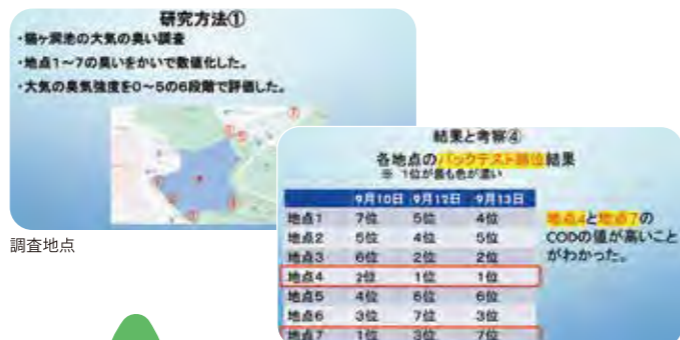 研究方法①
・猫ヶ洞池の大気の臭い調査
・地点1～7の臭いをかいで数値化した。
・大気の臭気強度を0～5の6段階で評価した。
調査地点
結果と考察④
各地点のパックテスト順位結果
※ 1位が最も色が濃い
9月10日 9月12日 9月13日
地点1 7位 5位 4位
地点2 5位 4位 5位
地点3 6位 2位 2位
地点4 2位 1位 1位
地点5 4位 6位 6位
地点6 3位 7位 3位
地点7 1位 3位 7位
地点4と地点7の
CODの値が高いこと
がわかった。